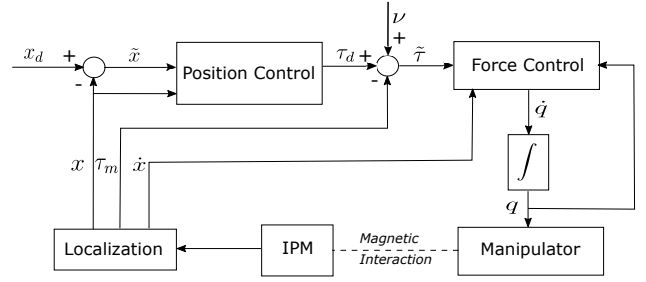 ν
x_d + x̃ τ_d + + τ̃
Position Control
Force Control
- -
q̇
x τ_m ẋ
∫
q
Localization
IPM
Magnetic
Interaction
Manipulator